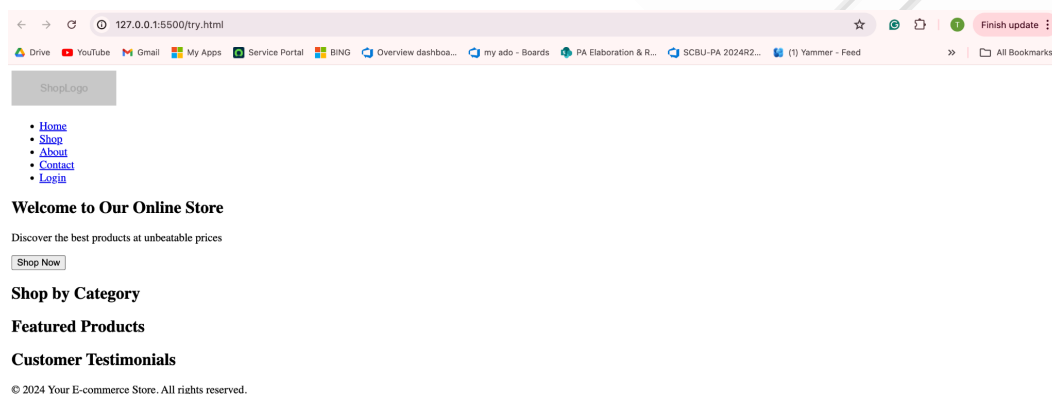 127.0.0.1:5500/try.html
T
Finish update
Drive YouTube Gmail My Apps Service Portal BING Overview dashboa... my ado - Boards PA Elaboration & R... SCBU-PA 2024R2... (1) Yammer - Feed » All Bookmarks
ShopLogo
Home
Shop
About
Contact
Login
Welcome to Our Online Store
Discover the best products at unbeatable prices
Shop Now
Shop by Category
Featured Products
Customer Testimonials
© 2024 Your E-commerce Store. All rights reserved.